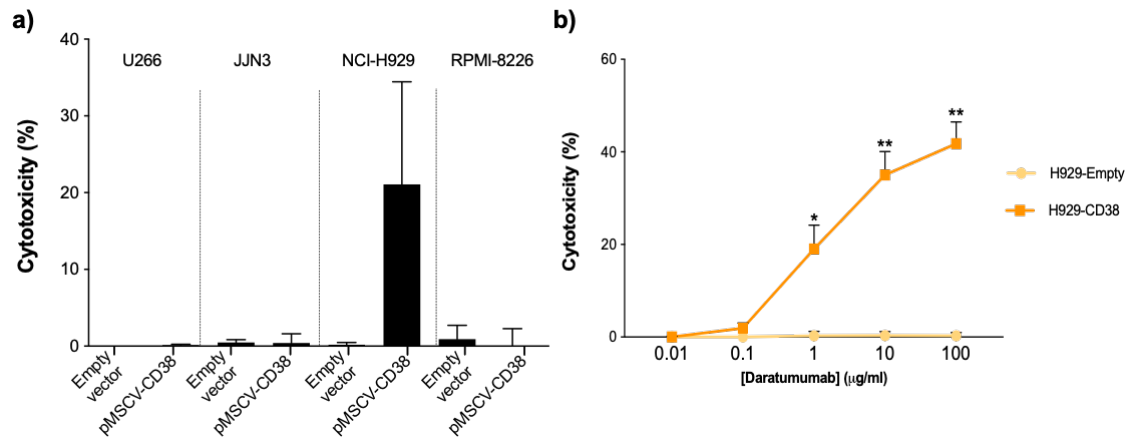 a)
Cytotoxicity (%)
40
30
20
10
0
U266
JJN3
NCI-H929
RPMI-8226
Empty
vector
pMSCV-CD38
Empty
vector
pMSCV-CD38
Empty
vector
pMSCV-CD38
Empty
vector
pMSCV-CD38
b)
Cytotoxicity (%)
60
40
20
0
*
**
**
0.01
0.1
1
10
100
[Daratumumab] (μg/ml)
H929-Empty
H929-CD38